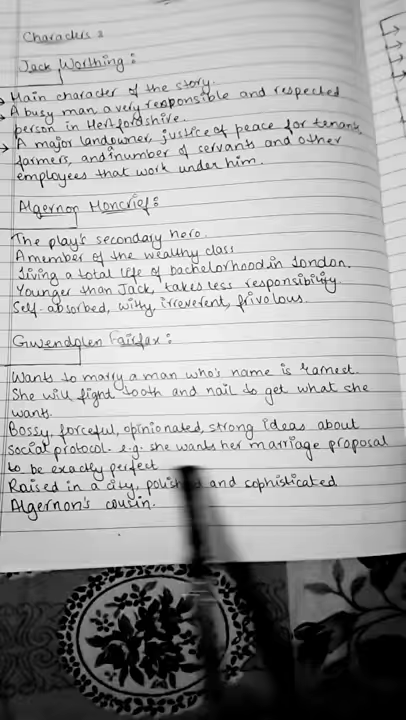 Characters :
Jack Worthing :
→ Main character of the story.
→ A busy man a very responsible and respected
person in Hertfordshire.
→ A major landowner, justice of peace for tenants,
farmers, and a number of servants and other
employees that work under him.
Algernon Moncrief :
The play's secondary hero.
A member of the wealthy class
Living a total life of bachelorhood in London.
Younger than Jack, takes less responsibility
Self-absorbed, witty, irreverent, frivolous.
Gwendolen Fairfax :
Wants to marry a man who's name is Earnest.
She will fight tooth and nail to get what she
wants.
Bossy, forceful, opinionated, strong ideas about
social protocol. e.g. she wants her marriage proposal
to be exactly perfect
Raised in a city, polished and sophisticated
Algernon's cousin.